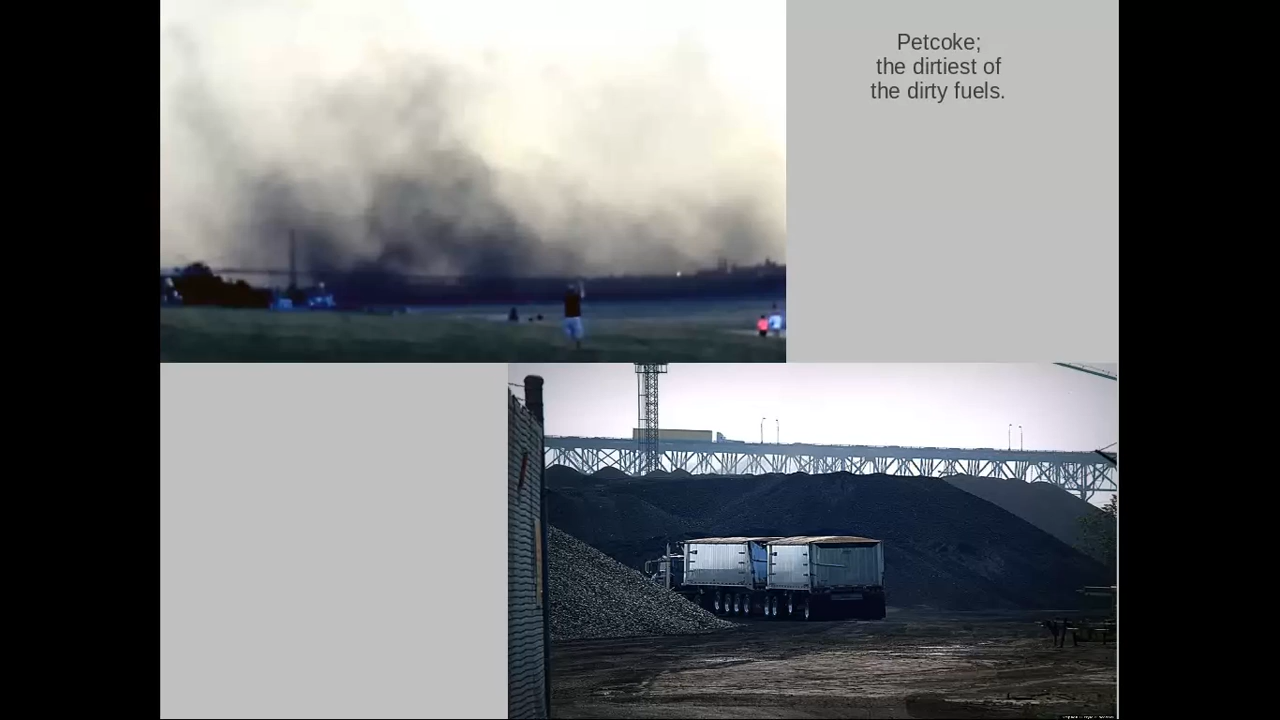 Petcoke;
the dirtiest of
the dirty fuels.